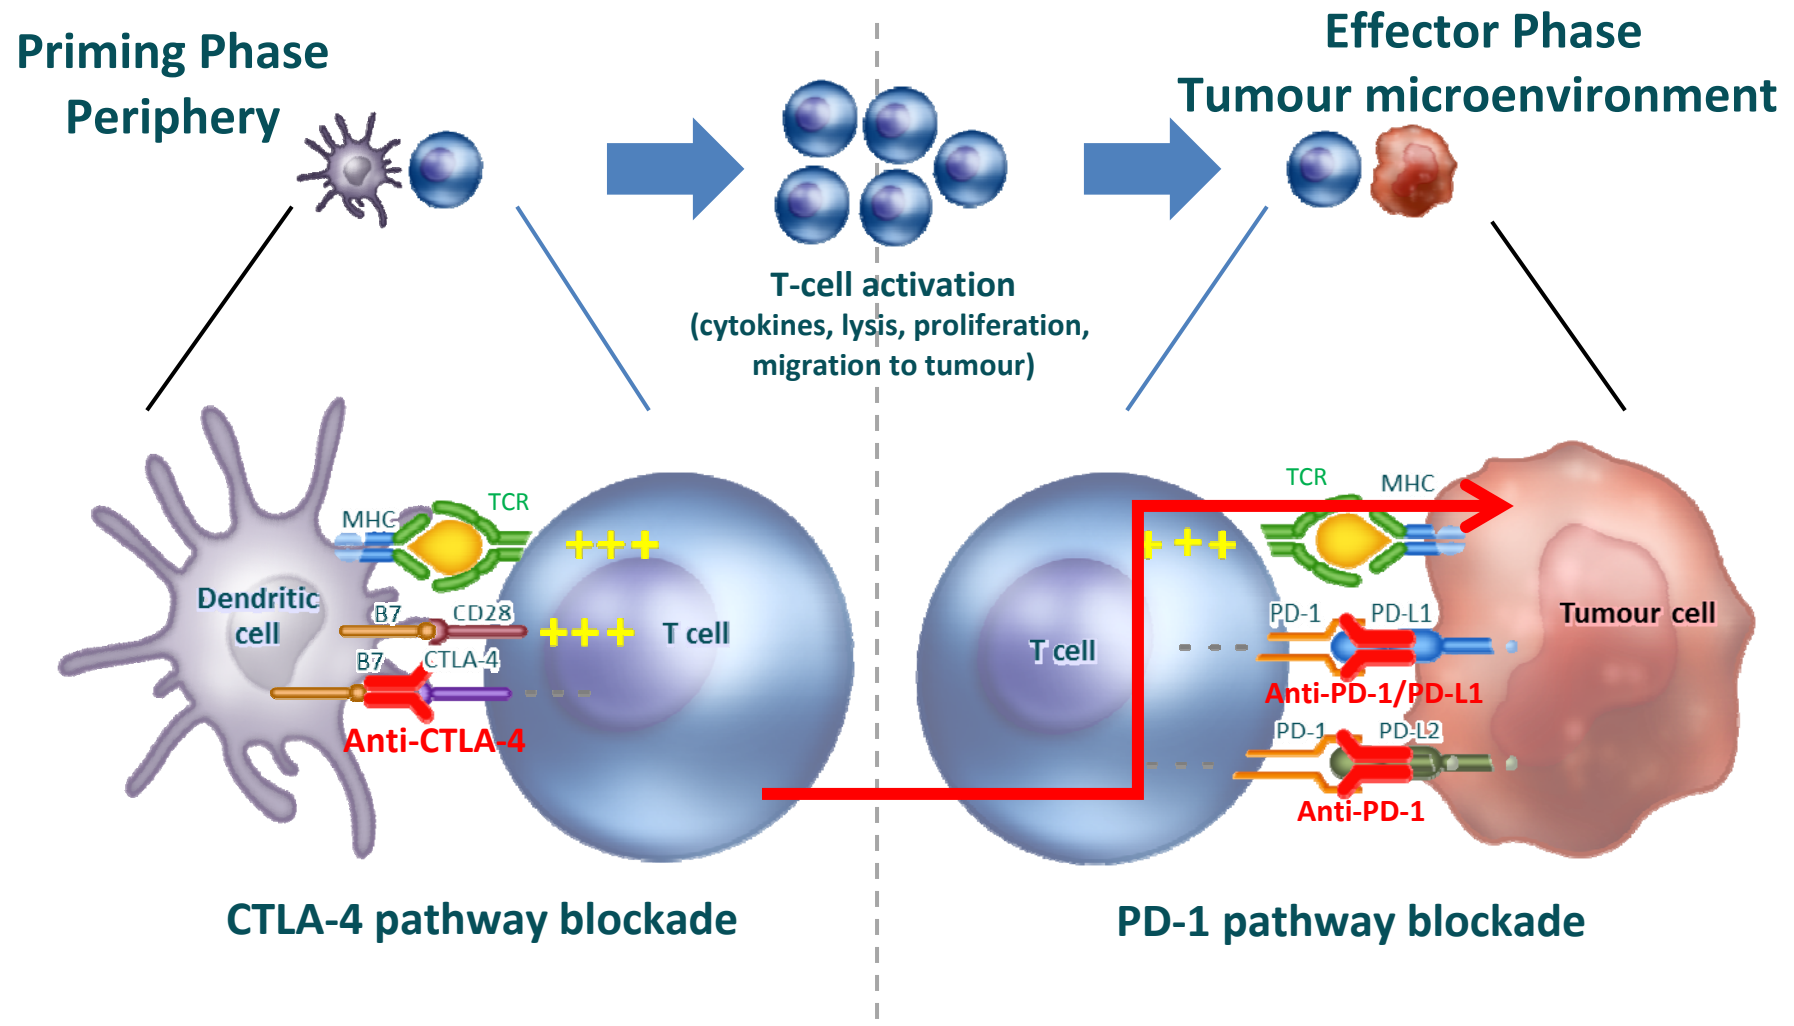 Priming Phase
Periphery
Effector Phase
Tumour microenvironment
T-cell activation
(cytokines, lysis, proliferation,
migration to tumour)
MHC
TCR
+++
Dendritic
cell
B7
CD28
+++
T cell
B7
CTLA-4
- - -
Anti-CTLA-4
TCR
MHC
+++
PD-1
PD-L1
Tumour cell
T cell
- - -
Anti-PD-1/PD-L1
PD-1
PD-L2
- - -
Anti-PD-1
CTLA-4 pathway blockade
PD-1 pathway blockade